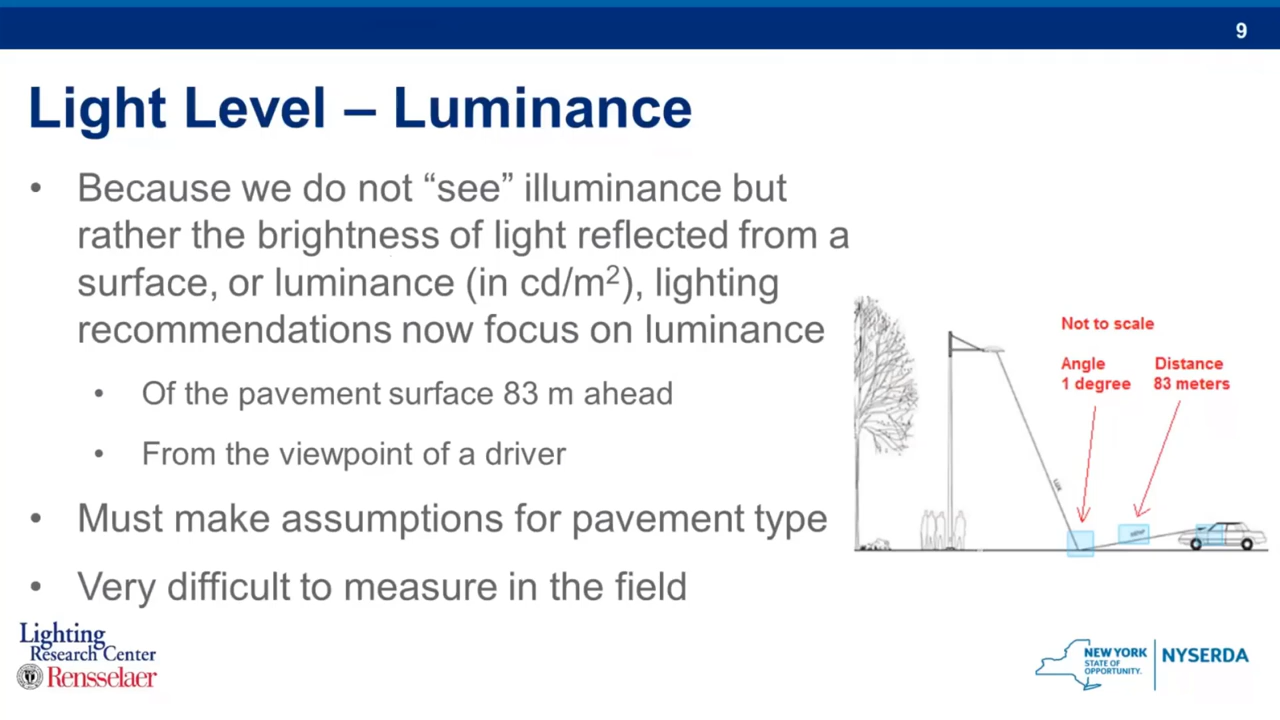 9
Light Level – Luminance
• Because we do not “see” illuminance but
rather the brightness of light reflected from a
surface, or luminance (in cd/m²), lighting
recommendations now focus on luminance
• Of the pavement surface 83 m ahead
• From the viewpoint of a driver
• Must make assumptions for pavement type
• Very difficult to measure in the field
Not to scale
Angle
1 degree
Distance
83 meters
Lux
Lighting
Research Center
Rensselaer
NEW YORK
STATE OF
OPPORTUNITY.
NYSERDA